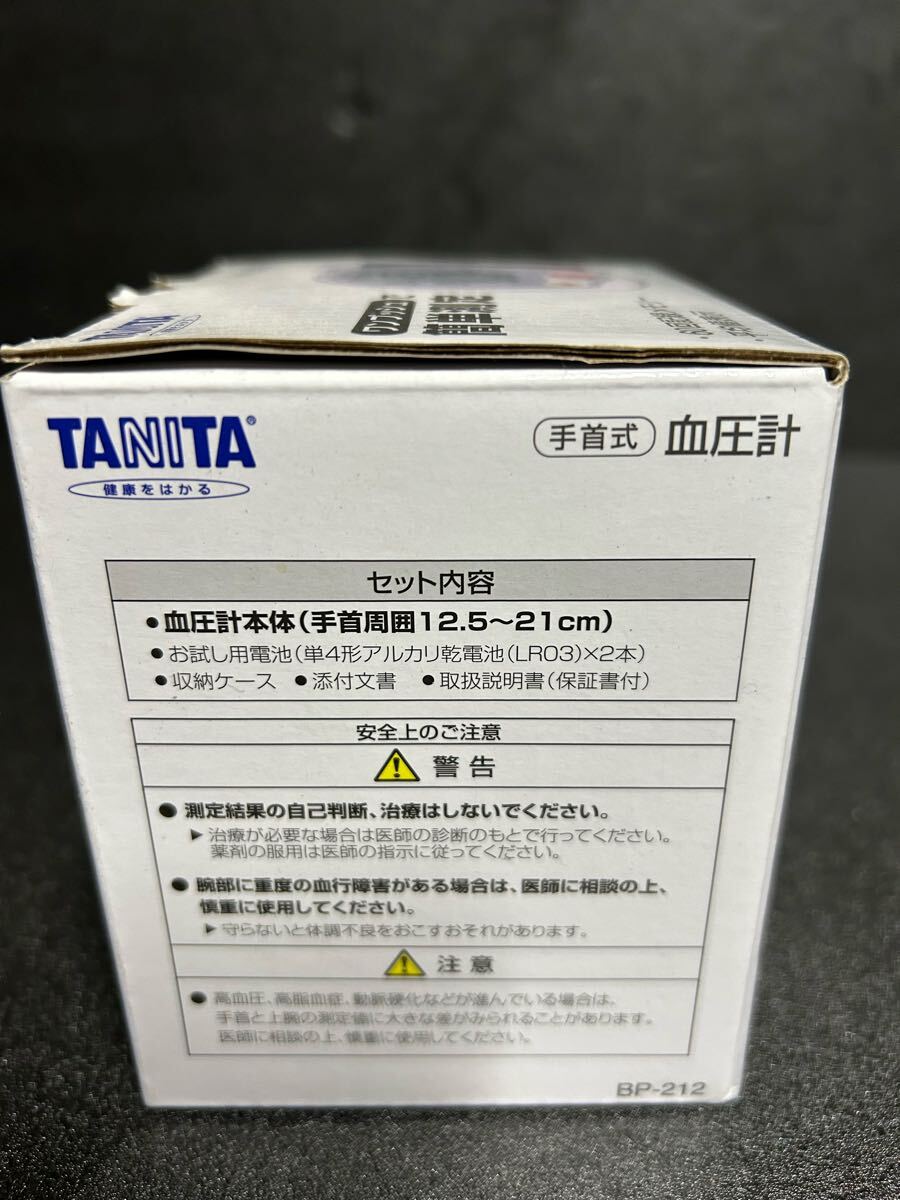 ワンプッシュで
簡単測定
TANITA®
健康をはかる
手首式 血圧計
セット内容
●血圧計本体(手首周囲12.5～21cm)
●お試し用電池(単4形アルカリ乾電池(LR03)×2本)
●収納ケース ●添付文書 ●取扱説明書(保証書付)
安全上のご注意
警告
●測定結果の自己判断、治療はしないでください。
▶治療が必要な場合は医師の診断のもとで行ってください。
薬剤の服用は医師の指示に従ってください。
●腕部に重度の血行障害がある場合は、医師に相談の上、
慎重に使用してください。
▶守らないと体調不良をおこすおそれがあります。
注意
●高血圧、高脂血症、動脈硬化などが進んでいる場合は、
手首と上腕の測定値に大きな差がみられることがあります。
医師に相談の上、慎重に使用してください。
BP-212